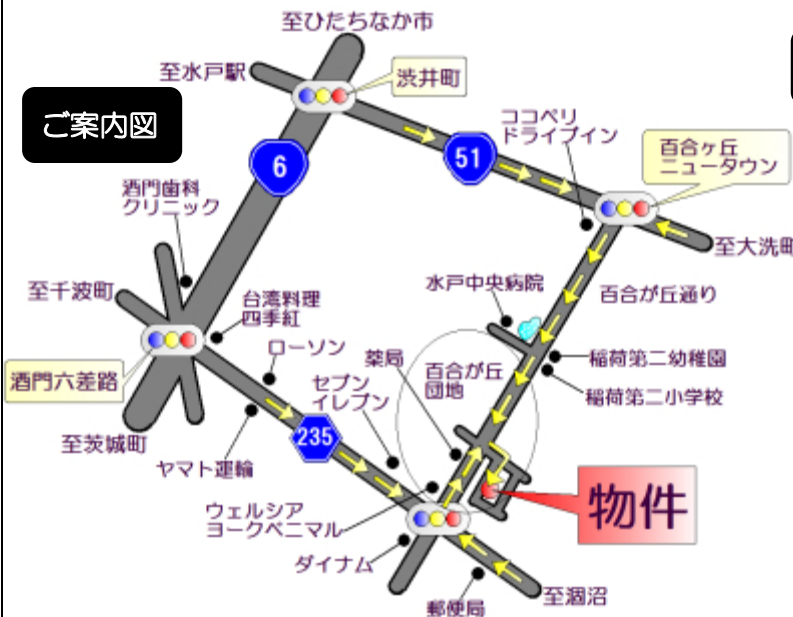 至ひたちなか市
至水戸駅
渋井町
ご案内図
ココペリ
ドライブイン
百合ヶ丘
ニュータウン
6
51
酒門歯科
クリニック
至大洗町
水戸中央病院
百合が丘通り
至千波町
台湾料理
四季紅
ローソン
薬局
百合が丘
団地
稲荷第二幼稚園
稲荷第二小学校
酒門六差路
セブン
イレブン
至茨城町
235
ヤマト運輸
物件
ウェルシア
ヨークベニマル
ダイナム
至涸沼
郵便局